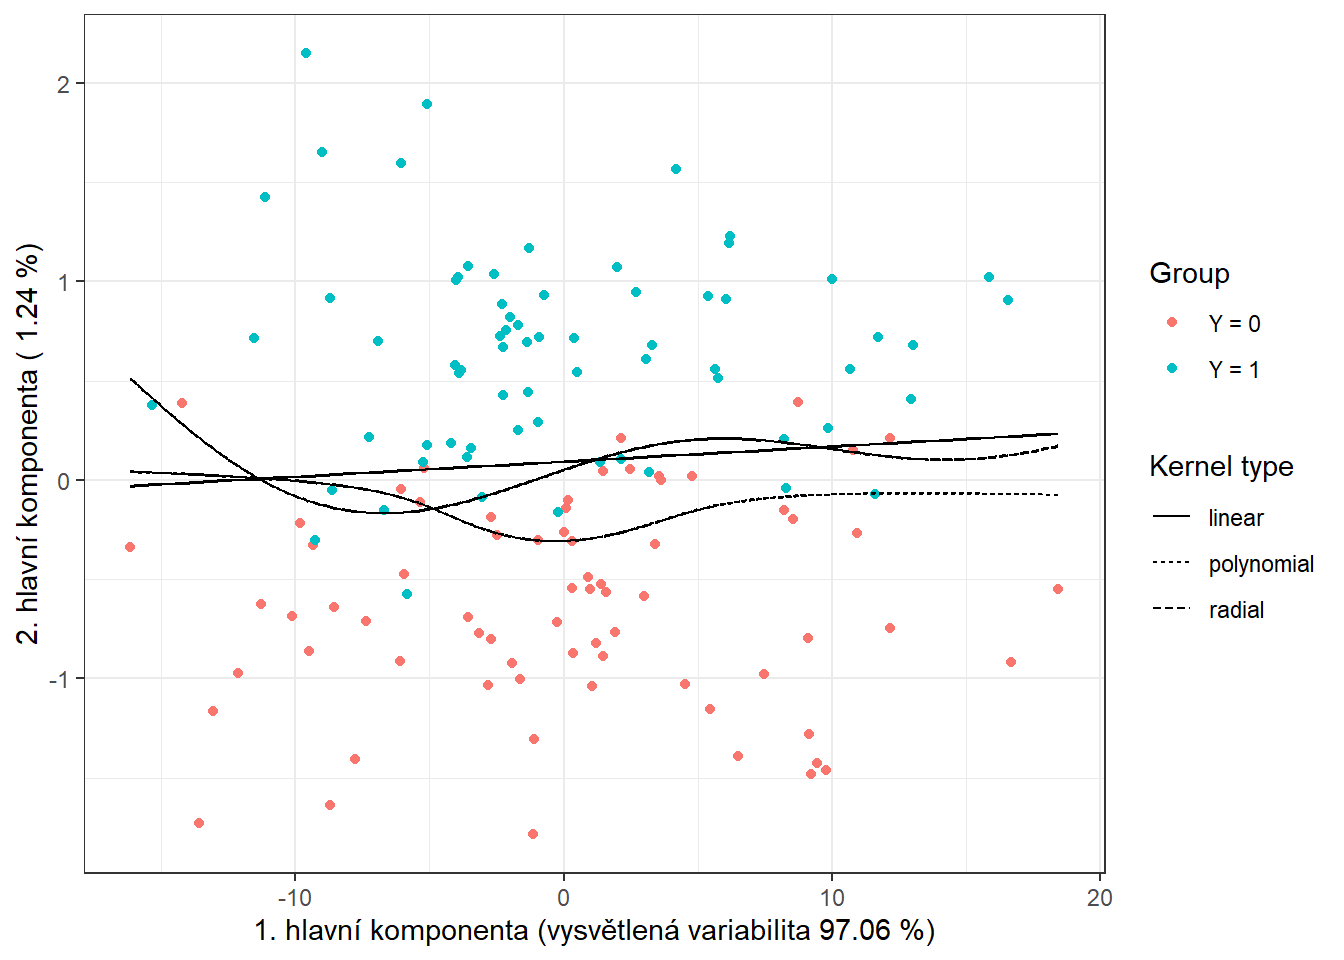 2
1
0
-1
-10
0
10
20
1. hlavní komponenta (vysvětlená variabilita 97.06 %)
2. hlavní komponenta ( 1.24 %)
Group
Y = 0
Y = 1
Kernel type
linear
polynomial
radial